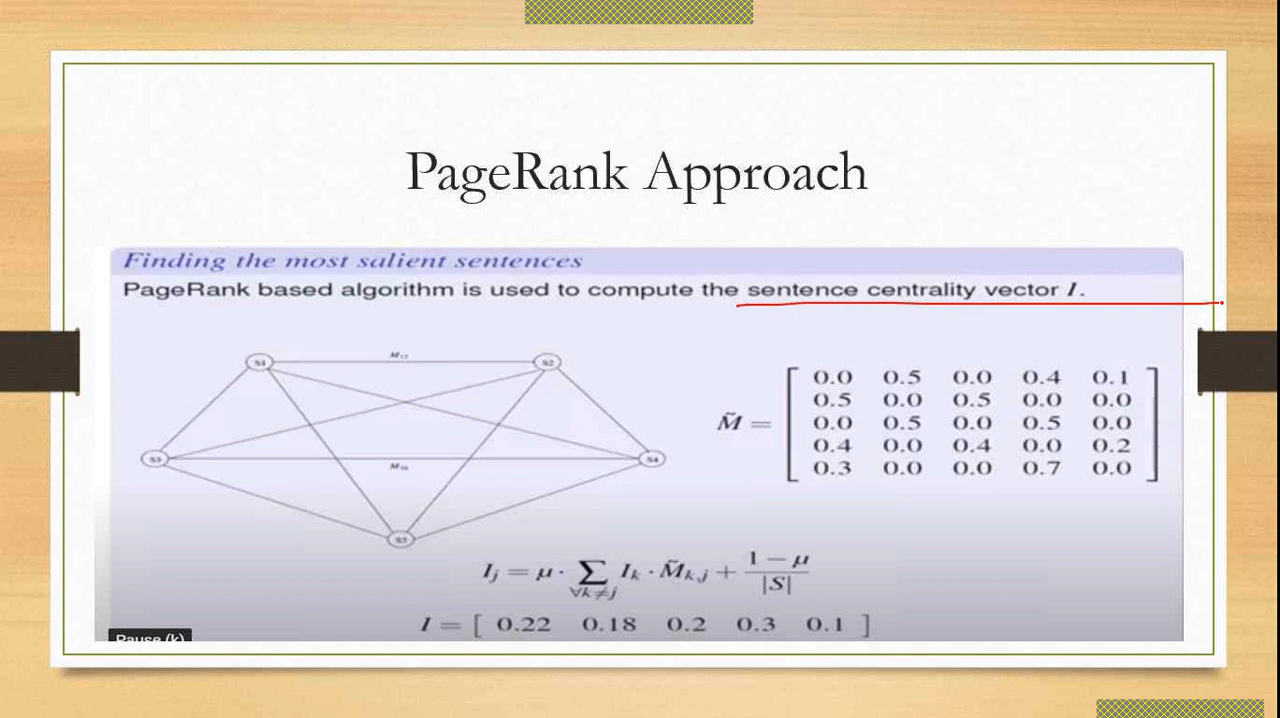 PageRank Approach
Finding the most salient sentences
PageRank based algorithm is used to compute the sentence centrality vector I.
S1 S2
S3 S4
S5
M̃ =
0.0 0.5 0.0 0.4 0.1
0.5 0.0 0.5 0.0 0.0
0.0 0.5 0.0 0.5 0.0
0.4 0.0 0.4 0.0 0.2
0.3 0.0 0.0 0.7 0.0
I_j = μ · ∑_{∀k≠j} I_k · M̃_{k,j} + (1 − μ)/|S|
I = [ 0.22 0.18 0.2 0.3 0.1 ]
Pause (k)